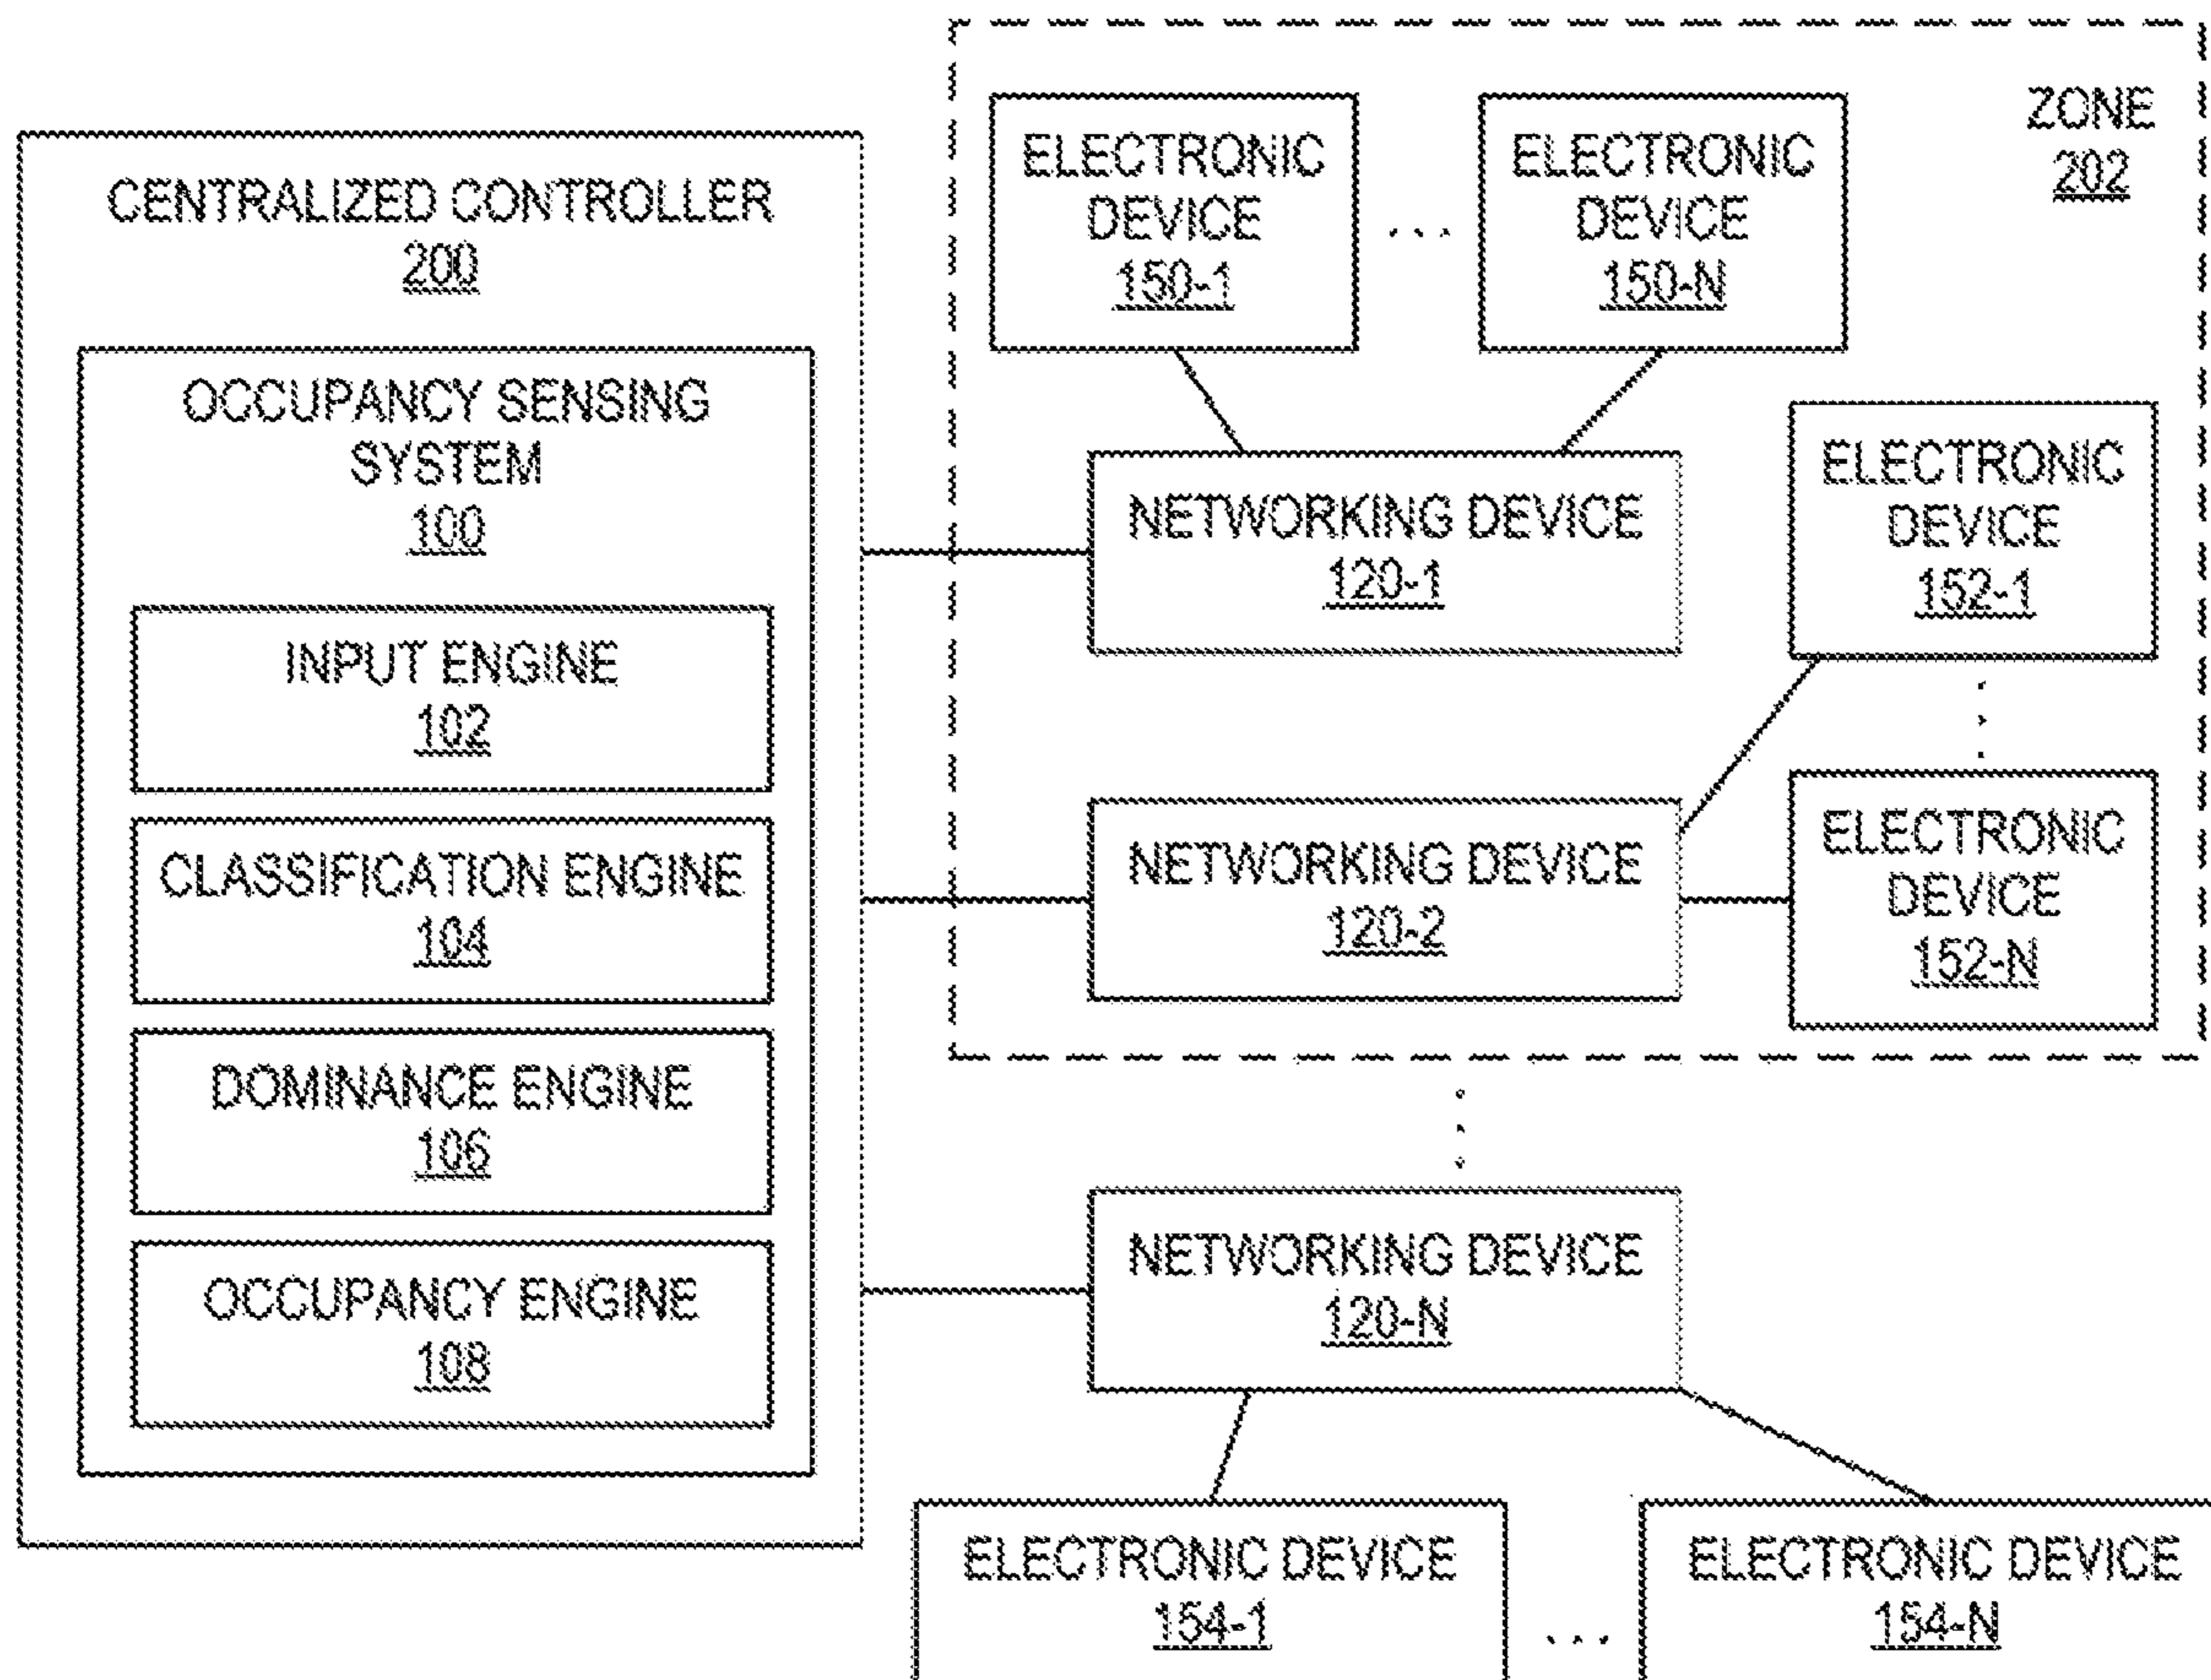 CENTRALIZED CONTROLLER
200
OCCUPANCY SENSING
SYSTEM
100
INPUT ENGINE
102
CLASSIFICATION ENGINE
104
DOMINANCE ENGINE
106
OCCUPANCY ENGINE
108
ZONE
202
ELECTRONIC
DEVICE
150-1
...
ELECTRONIC
DEVICE
150-N
NETWORKING DEVICE
120-1
ELECTRONIC
DEVICE
152-1
NETWORKING DEVICE
120-2
ELECTRONIC
DEVICE
152-N
NETWORKING DEVICE
120-N
ELECTRONIC DEVICE
154-1
...
ELECTRONIC DEVICE
154-N